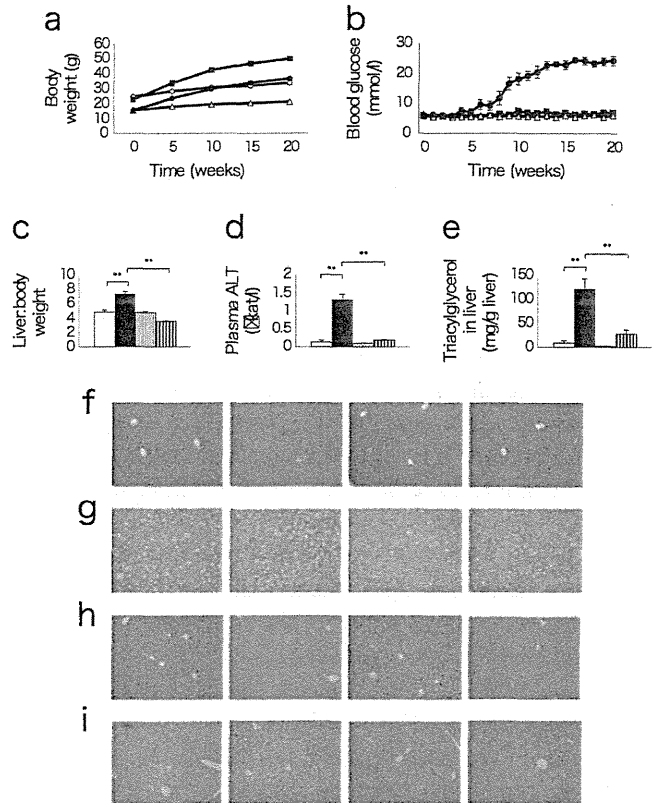 a
Body weight (g)
60
50
40
30
20
10
0
0 5 10 15 20
Time (weeks)
b
Blood glucose (mmol/l)
30
20
10
0
0 5 10 15 20
Time (weeks)
c
Liver:body weight
10
8
6
4
2
0
**
**
d
Plasma ALT (kat/l)
2
1.5
1
0.5
0
**
**
e
Triacylglycerol in liver (mg/g liver)
150
100
50
0
**
**
f
g
h
i